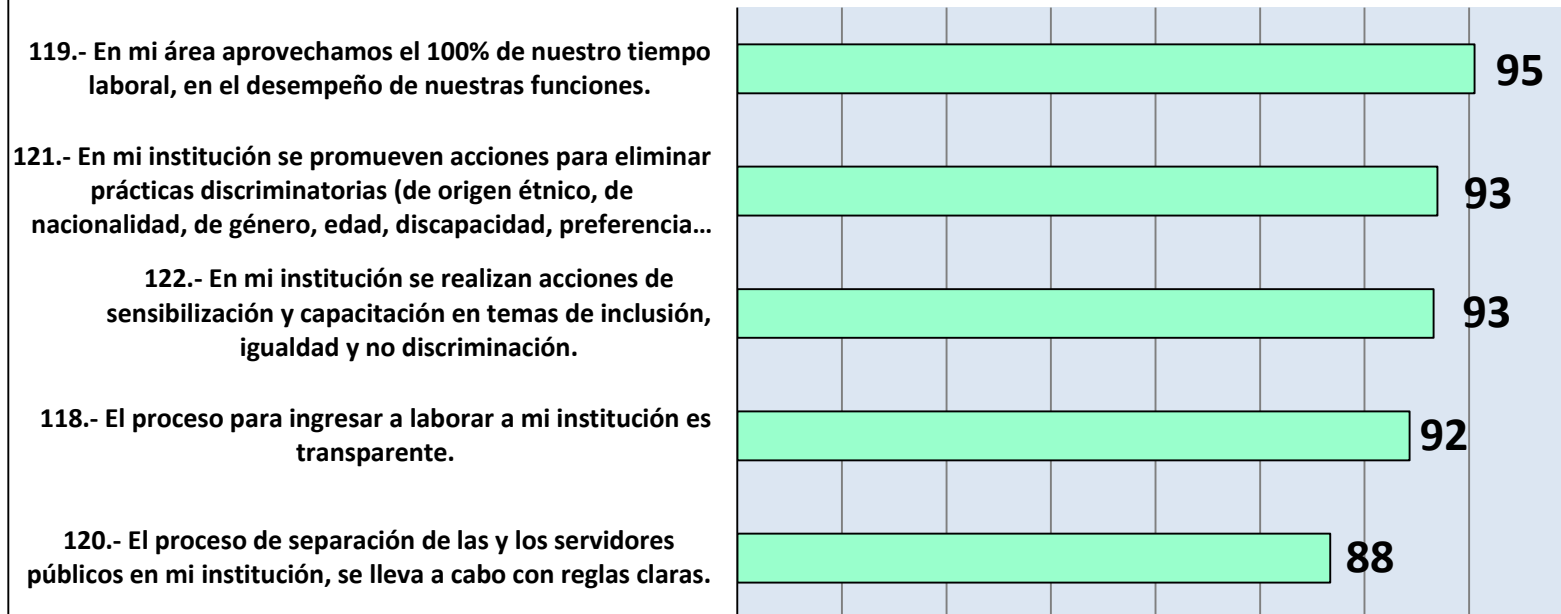 119.- En mi área aprovechamos el 100% de nuestro tiempo
laboral, en el desempeño de nuestras funciones.
95
121.- En mi institución se promueven acciones para eliminar
prácticas discriminatorias (de origen étnico, de
nacionalidad, de género, edad, discapacidad, preferencia…
93
122.- En mi institución se realizan acciones de
sensibilización y capacitación en temas de inclusión,
igualdad y no discriminación.
93
118.- El proceso para ingresar a laborar a mi institución es
transparente.
92
120.- El proceso de separación de las y los servidores
públicos en mi institución, se lleva a cabo con reglas claras.
88